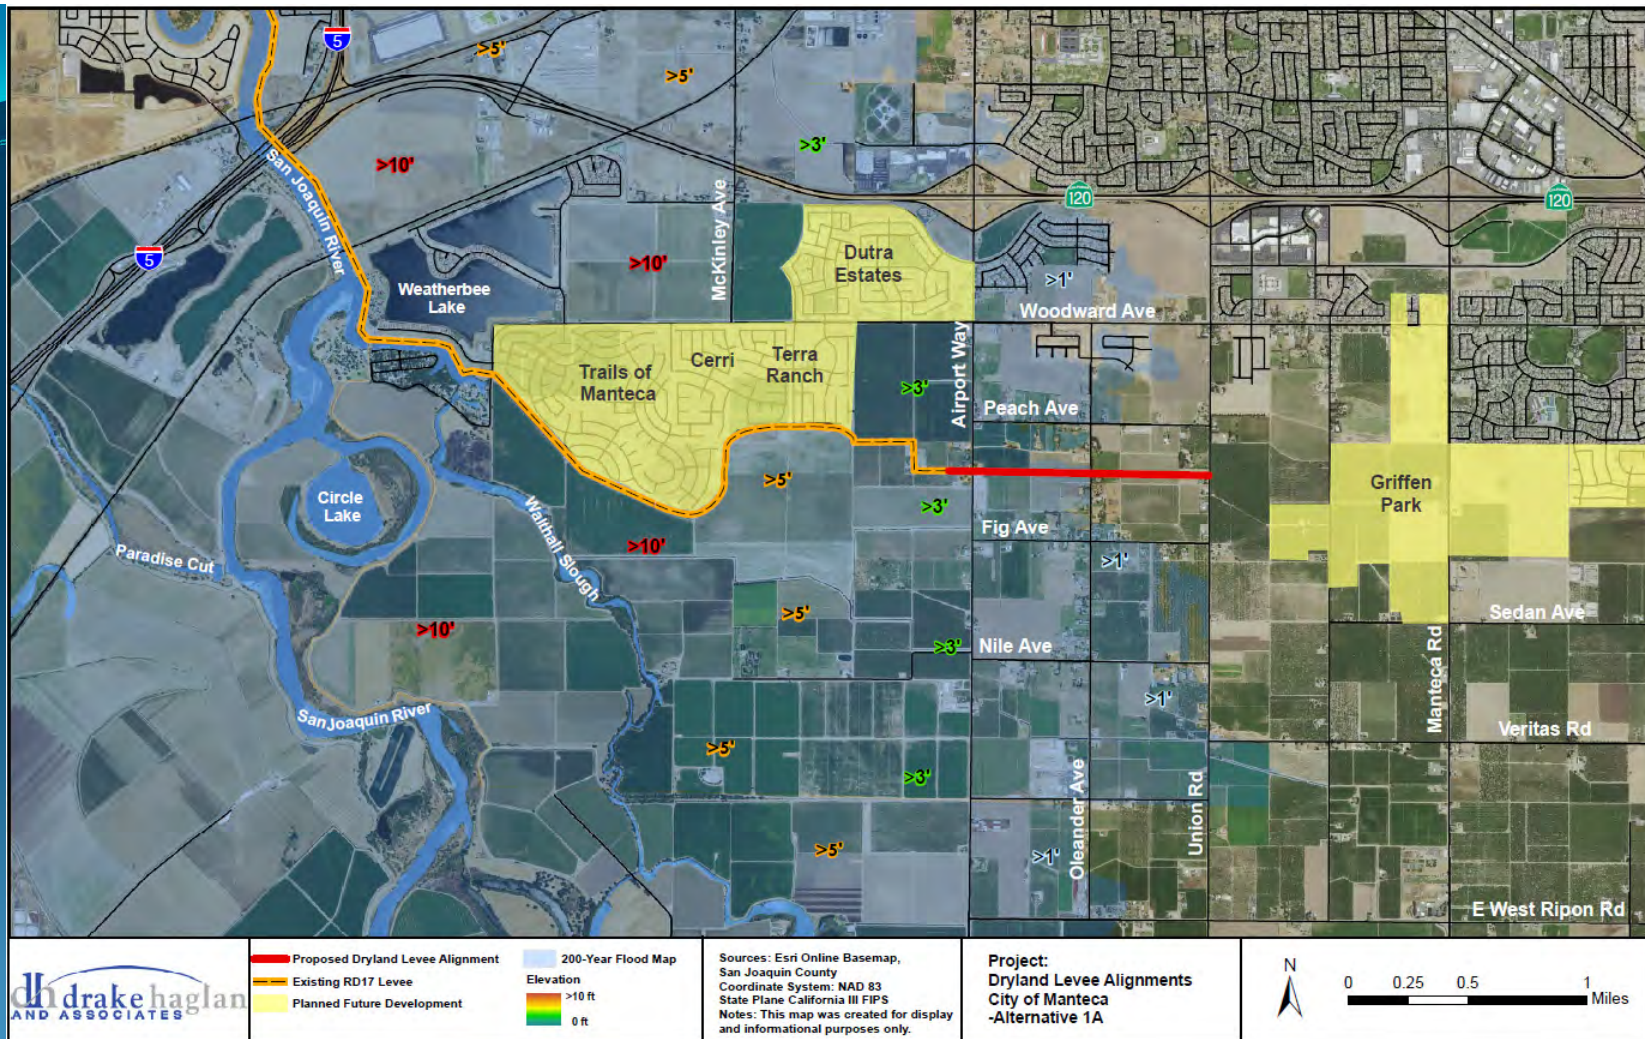 5
>5'
>5'
>3'
>10'
San Joaquin River
McKinley Ave
120
120
5
>10'
Dutra
Estates
Weatherbee
Lake
>1'
Woodward Ave
Cerri
Terra
Ranch
Trails of
Manteca
>3'
Airport Way
Peach Ave
>5'
Griffen
Park
Circle
Lake
>3'
Fig Ave
Walthall Slough
>10'
Paradise Cut
>1'
>5'
Sedan Ave
>10'
>3'
Nile Ave
Manteca Rd
>1'
San Joaquin River
Veritas Rd
>5'
>3'
Oleander Ave
Union Rd
>5'
>1'
E West Ripon Rd
dh drake haglan
AND ASSOCIATES
Proposed Dryland Levee Alignment
Existing RD17 Levee
Planned Future Development
200-Year Flood Map
Elevation
>10 ft
0 ft
Sources: Esri Online Basemap,
San Joaquin County
Coordinate System: NAD 83
State Plane California III FIPS
Notes: This map was created for display
and informational purposes only.
Project:
Dryland Levee Alignments
City of Manteca
-Alternative 1A
N
0 0.25 0.5 1
Miles